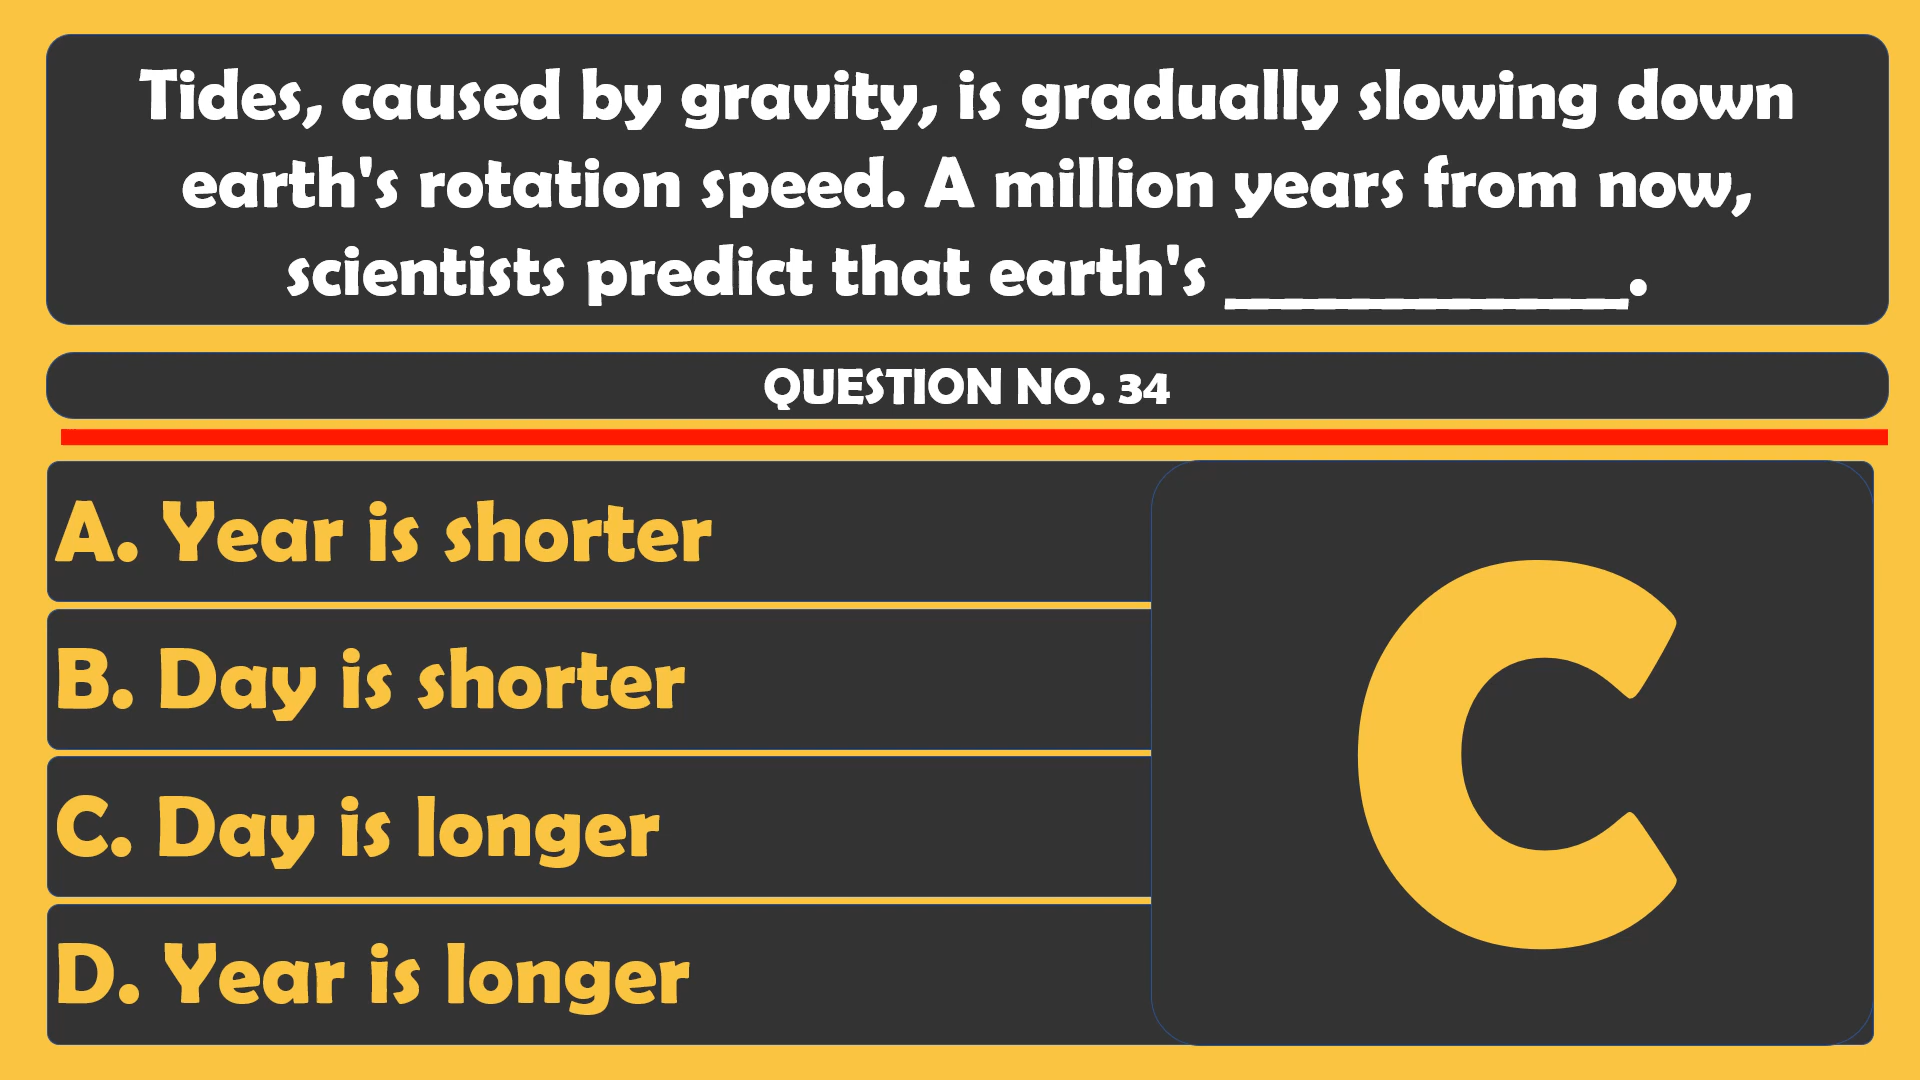 Tides, caused by gravity, is gradually slowing down
earth's rotation speed. A million years from now,
scientists predict that earth's ____________.
QUESTION NO. 34
A. Year is shorter
B. Day is shorter
C. Day is longer
D. Year is longer
C